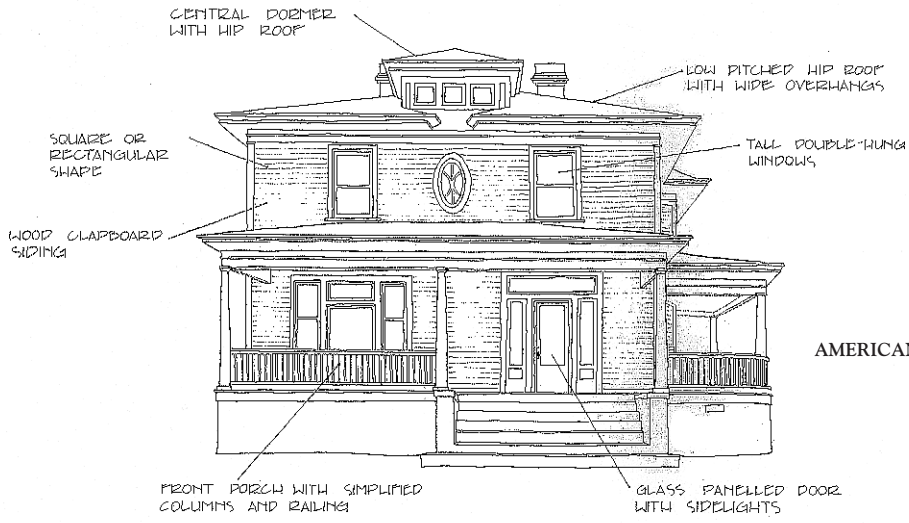 CENTRAL DORMER
WITH HIP ROOF
LOW PITCHED HIP ROOF
WITH WIDE OVERHANGS
SQUARE OR
RECTANGULAR
SHAPE
TALL DOUBLE-HUNG
WINDOWS
WOOD CLAPBOARD
SIDING
AMERICAN
FRONT PORCH WITH SIMPLIFIED
COLUMNS AND RAILING
GLASS PANELLED DOOR
WITH SIDELIGHTS